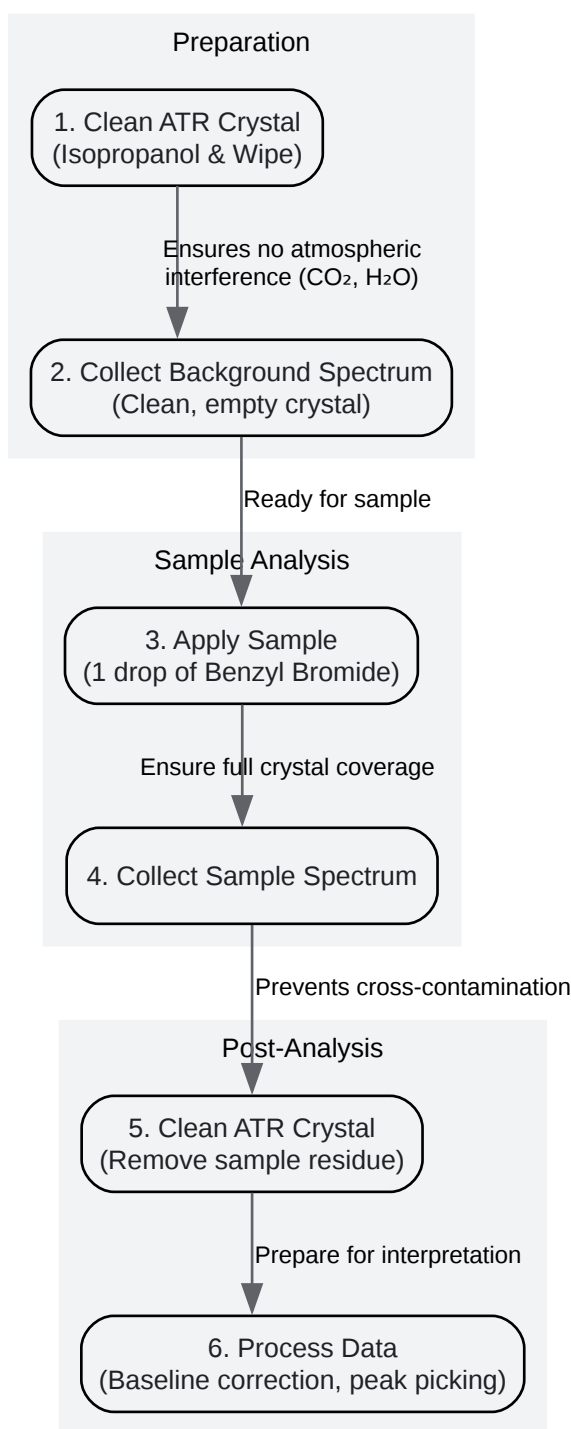 Preparation
1. Clean ATR Crystal
(Isopropanol & Wipe)
Ensures no atmospheric
interference (CO₂, H₂O)
2. Collect Background Spectrum
(Clean, empty crystal)
Ready for sample
Sample Analysis
3. Apply Sample
(1 drop of Benzyl Bromide)
Ensure full crystal coverage
4. Collect Sample Spectrum
Prevents cross-contamination
Post-Analysis
5. Clean ATR Crystal
(Remove sample residue)
Prepare for interpretation
6. Process Data
(Baseline correction, peak picking)